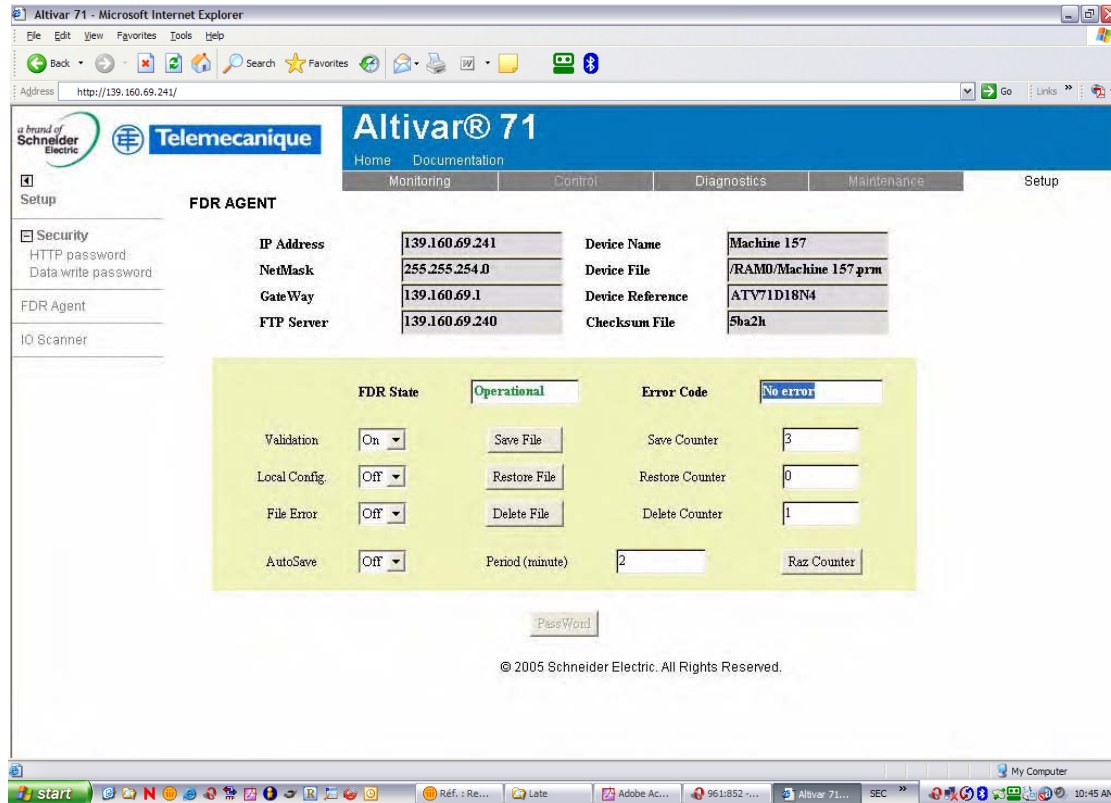 Altivar 71 - Microsoft Internet Explorer
File Edit View Favorites Tools Help
Back Search Favorites
Address http://139.160.69.241/ Go Links »
a brand of
Schneider
Electric
Telemecanique
Altivar® 71
Home Documentation
Monitoring Control Diagnostics Maintenance Setup
Setup
Security
HTTP password
Data write password
FDR Agent
IO Scanner
FDR AGENT
IP Address 139.160.69.241 Device Name Machine 157
NetMask 255.255.254.0 Device File /RAM0/Machine 157.prm
GateWay 139.160.69.1 Device Reference ATV71D18N4
FTP Server 139.160.69.240 Checksum File 5ba2h
FDR State Operational Error Code No error
Validation On Save File Save Counter 3
Local Config. Off Restore File Restore Counter 0
File Error Off Delete File Delete Counter 1
AutoSave Off Period (minute) 2 Raz Counter
PassWord
© 2005 Schneider Electric. All Rights Reserved.
My Computer
start Réf. : Re... Late Adobe Ac... 961:852 -... Altivar 71... SEC » 10:45 AM